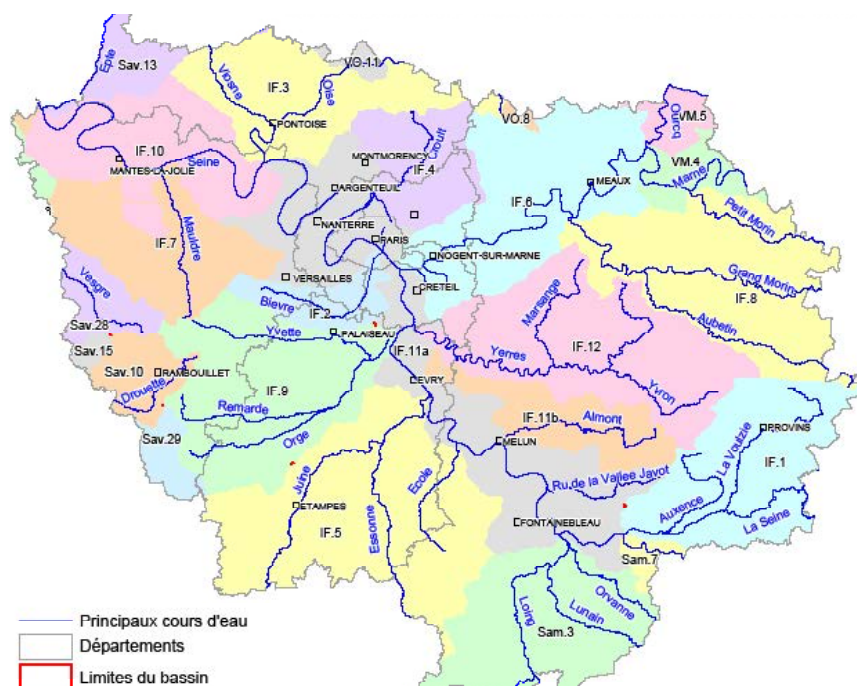 Epte
Sav.13
Viosne
IF.3
VO.11
Oise
PONTOISE
VO.8
Ourcq
VM.5
IF.10
MANTES-LA-JOLIE
Seine
MONTMORENCY
Croult
IF.4
ARGENTEUIL
VM.4
Marne
MEAUX
IF.6
NANTERRE
PARIS
Petit Morin
IF.7
Mauldre
NOGENT-SUR-MARNE
VERSAILLES
CRETEIL
Grand Morin
IF.8
Vesgre
Bievre
IF.2
Marsange
Aubetin
Sav.28
Yvette
PALAISEAU
IF.12
Sav.15
IF.11a
Yerres
Sav.10
RAMBOUILLET
Drouette
IF.9
EVRY
Yvron
Remarde
IF.11b
Almont
Sav.29
Orge
MELUN
PROVINS
La Voulzie
IF.1
Juine
Ecole
Ru de la Vallee Javot
ETAMPES
IF.5
Essonne
FONTAINEBLEAU
Auxence
La Seine
Sam.7
Loing
Lunain
Orvanne
Sam.3
Principaux cours d'eau
Départements
Limites du bassin